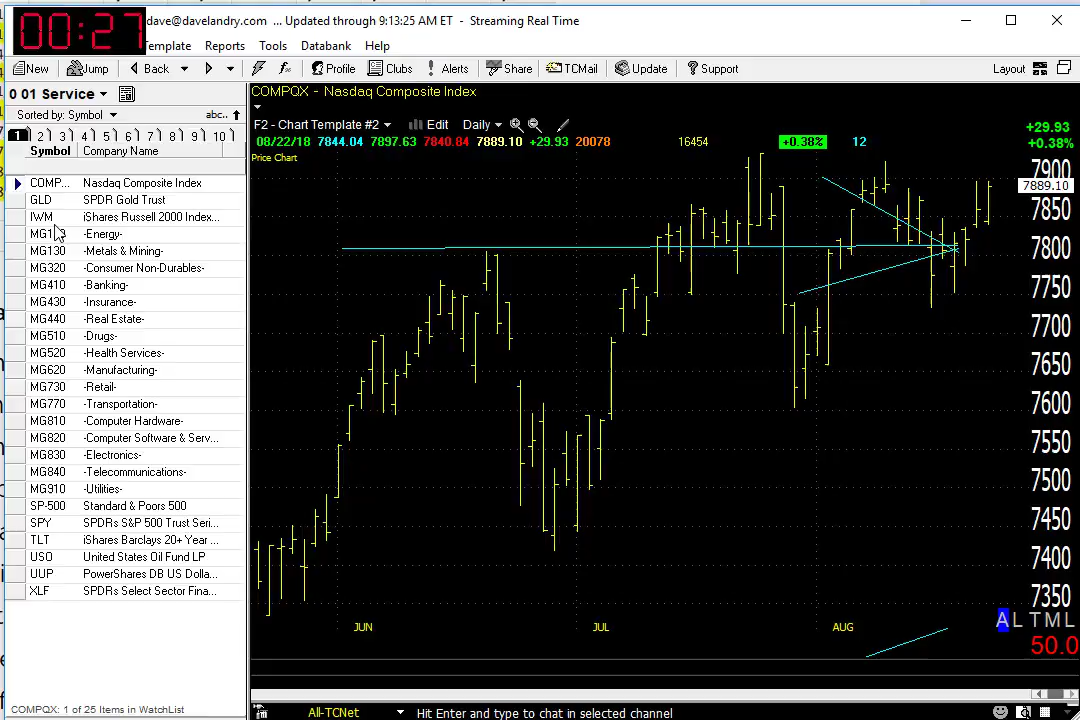 00:27
dave@davelandry.com ... Updated through 9:13:25 AM ET - Streaming Real Time
Template Reports Tools Databank Help
New Jump Back Profile Clubs Alerts Share TCMail Update Support Layout
0 01 Service
Sorted by: Symbol abc..
1 2 3 4 5 6 7 8 9 10
Symbol Company Name
COMP... Nasdaq Composite Index
GLD SPDR Gold Trust
IWM iShares Russell 2000 Index...
-Energy-
MG130 -Metals & Mining-
MG320 -Consumer Non-Durables-
MG410 -Banking-
MG430 -Insurance-
MG440 -Real Estate-
MG510 -Drugs-
MG520 -Health Services-
MG620 -Manufacturing-
MG730 -Retail-
MG770 -Transportation-
MG810 -Computer Hardware-
MG820 -Computer Software & Serv...
MG830 -Electronics-
MG840 -Telecommunications-
MG910 -Utilities-
SP-500 Standard & Poors 500
SPY SPDRs S&P 500 Trust Seri...
TLT iShares Barclays 20+ Year ...
USO United States Oil Fund LP
UUP PowerShares DB US Dolla...
XLF SPDRs Select Sector Fina...
COMPQX: 1 of 25 Items in WatchList
COMPQX - Nasdaq Composite Index
F2 - Chart Template #2 Edit Daily
08/22/18 7844.04 7897.63 7840.84 7889.10 +29.93 20078 16454 +0.38% 12
Price Chart
+29.93
+0.38%
7900
7889.10
7850
7800
7750
7700
7650
7600
7550
7500
7450
7400
7350
JUN JUL AUG
A L T M L
50.0
All-TCNet Hit Enter and type to chat in selected channel